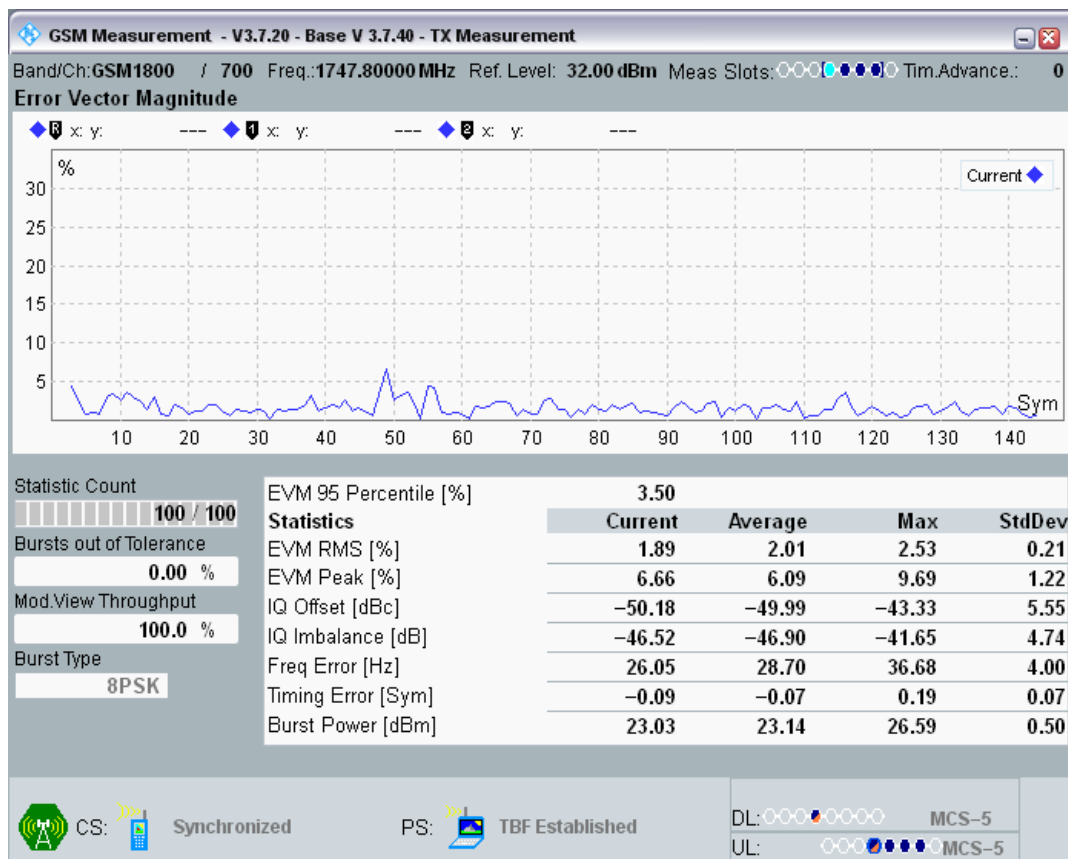 GSM Measurement - V3.7.20 - Base V 3.7.40 - TX Measurement
Band/Ch:GSM1800 / 700 Freq.:1747.80000 MHz Ref. Level: 32.00 dBm Meas Slots: Tim.Advance.: 0
Error Vector Magnitude
R x: y: --- 1 x: y: --- 2 x: y: ---
%
Current
30
25
20
15
10
5
Sym
10 20 30 40 50 60 70 80 90 100 110 120 130 140
Statistic Count
100 / 100
Bursts out of Tolerance
0.00 %
Mod.View Throughput
100.0 %
Burst Type
8PSK
EVM 95 Percentile [%] 3.50
Statistics Current Average Max StdDev
EVM RMS [%] 1.89 2.01 2.53 0.21
EVM Peak [%] 6.66 6.09 9.69 1.22
IQ Offset [dBc] −50.18 −49.99 −43.33 5.55
IQ Imbalance [dB] −46.52 −46.90 −41.65 4.74
Freq Error [Hz] 26.05 28.70 36.68 4.00
Timing Error [Sym] −0.09 −0.07 0.19 0.07
Burst Power [dBm] 23.03 23.14 26.59 0.50
CS: Synchronized PS: TBF Established
DL: MCS−5
UL: MCS−5